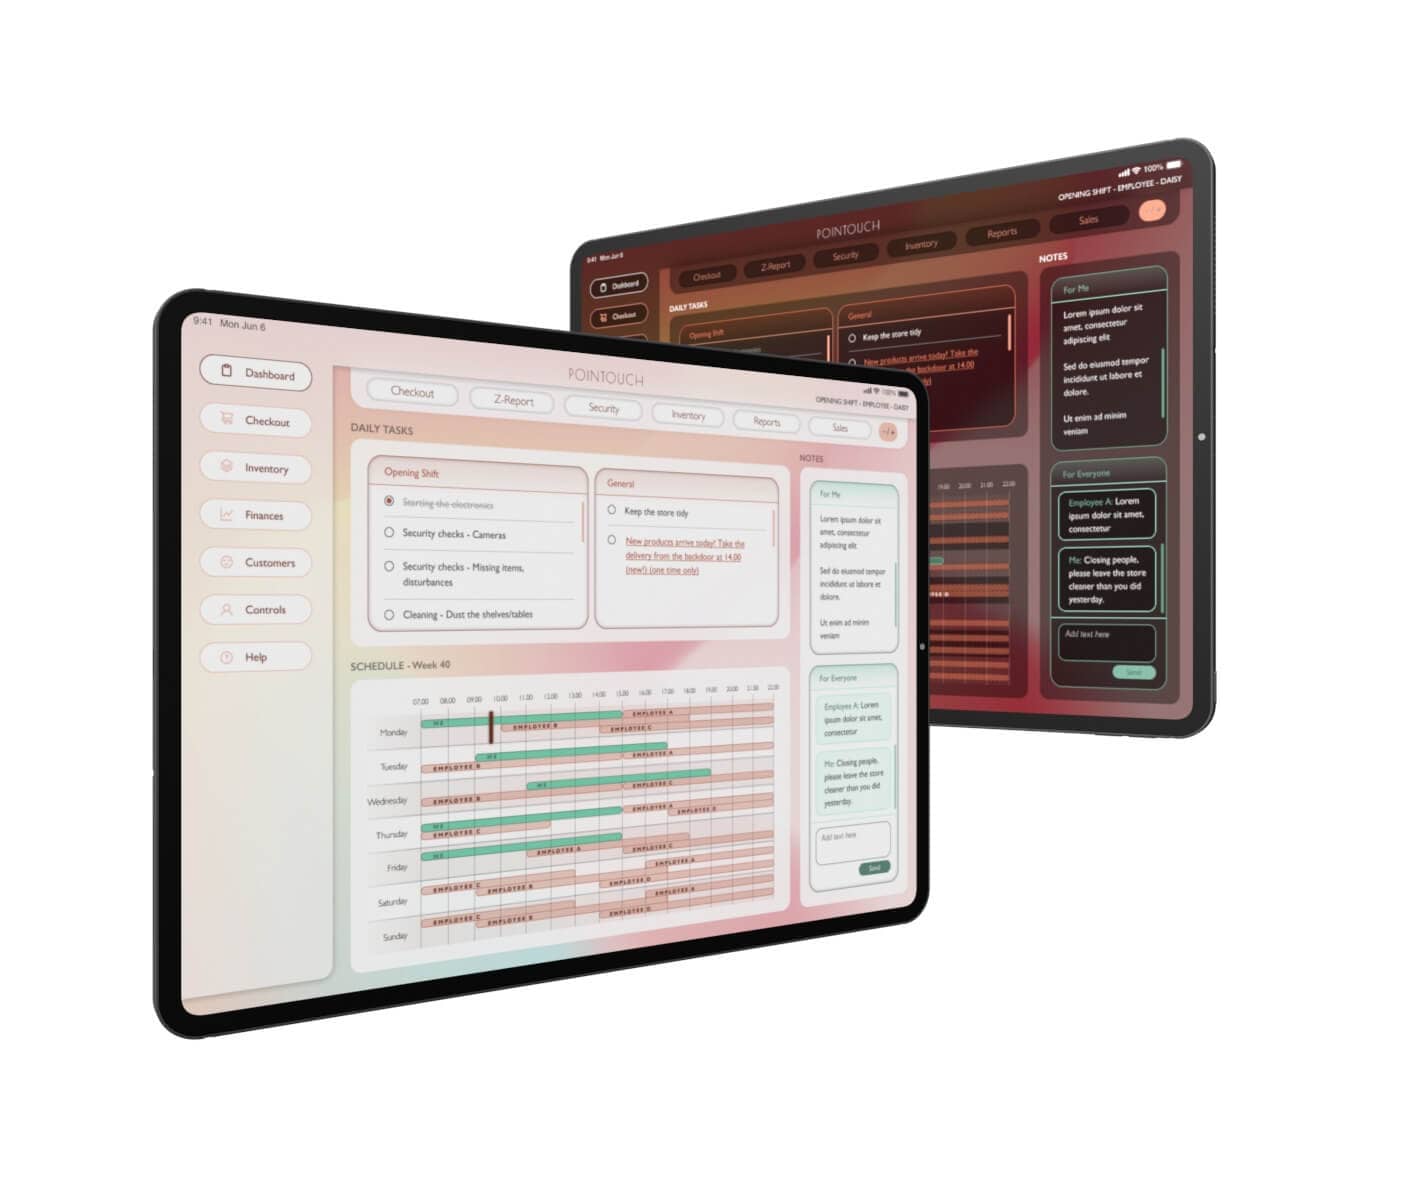 9:41 Mon Jun 6
100%
POINTOUCH
OPENING SHIFT - EMPLOYEE - DAISY
Dashboard
Checkout
Inventory
Finances
Customers
Controls
Help
Checkout
Z-Report
Security
Inventory
Reports
Sales
-/+
DAILY TASKS
Opening Shift
Starting the electronics
Security checks - Cameras
Security checks - Missing items,
disturbances
Cleaning - Dust the shelves/tables
General
Keep the store tidy
New products arrive today! Take the
delivery from the backdoor at 14.00
(new!) (one time only)
NOTES
For Me
Lorem ipsum dolor sit
amet, consectetur
adipiscing elit
Sed do eiusmod tempor
incididunt ut labore et
dolore.
Ut enim ad minim
veniam
For Everyone
Employee A: Lorem
ipsum dolor sit amet,
consectetur
Me: Closing people,
please leave the store
cleaner than you did
yesterday.
Add text here
Send
SCHEDULE - Week 40
07.00 08.00 09.00 10.00 11.00 12.00 13.00 14.00 15.00 16.00 17.00 18.00 19.00 20.00 21.00 22.00
Monday
ME
EMPLOYEE A
EMPLOYEE B
EMPLOYEE C
Tuesday
ME
EMPLOYEE A
EMPLOYEE B
Wednesday
ME
EMPLOYEE C
EMPLOYEE B
Thursday
ME
EMPLOYEE A
EMPLOYEE D
EMPLOYEE C
Friday
ME
EMPLOYEE A
EMPLOYEE C
EMPLOYEE A
Saturday
EMPLOYEE C
EMPLOYEE B
EMPLOYEE D
EMPLOYEE A
Sunday
EMPLOYEE C
EMPLOYEE B
EMPLOYEE D
9:41 Mon Jun 6
100%
POINTOUCH
OPENING SHIFT - EMPLOYEE - DAISY
Dashboard
Checkout
Checkout
Z-Report
Security
Inventory
Reports
Sales
-/+
DAILY TASKS
Opening Shift
General
Keep the store tidy
New products arrive today! Take the
backdoor at 14.00
only)
NOTES
For Me
Lorem ipsum dolor sit
amet, consectetur
adipiscing elit
Sed do eiusmod tempor
incididunt ut labore et
dolore.
Ut enim ad minim
veniam
For Everyone
Employee A: Lorem
ipsum dolor sit amet,
consectetur
Me: Closing people,
please leave the store
cleaner than you did
yesterday.
Add text here
Send
19.00 20.00 21.00 22.00